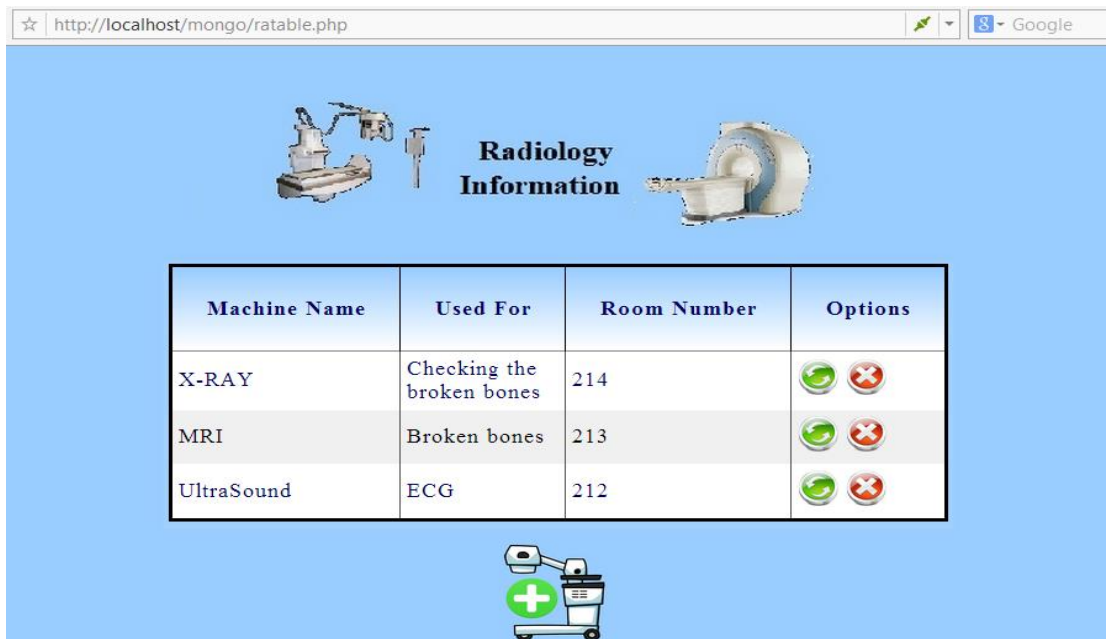 http://localhost/mongo/ratable.php
Google
Radiology
Information
Machine Name Used For Room Number Options
X-RAY Checking the broken bones 214
MRI Broken bones 213
UltraSound ECG 212